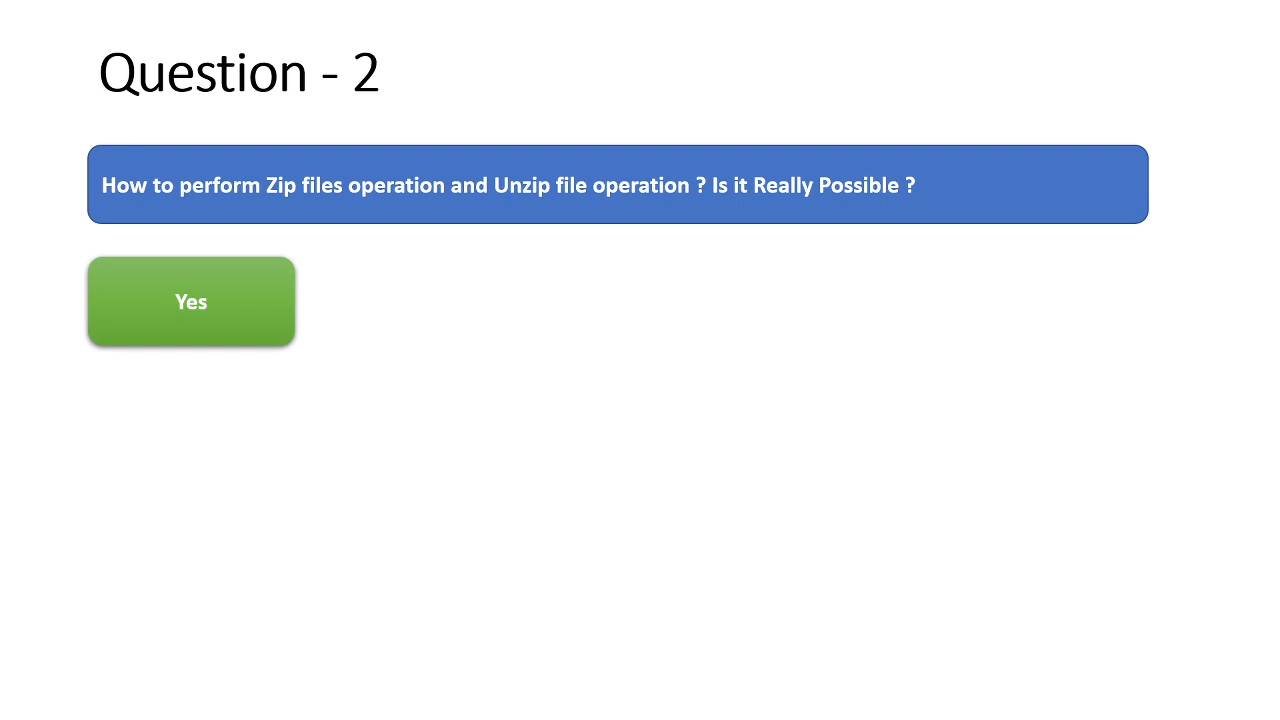 Question - 2
How to perform Zip files operation and Unzip file operation ? Is it Really Possible ?
Yes